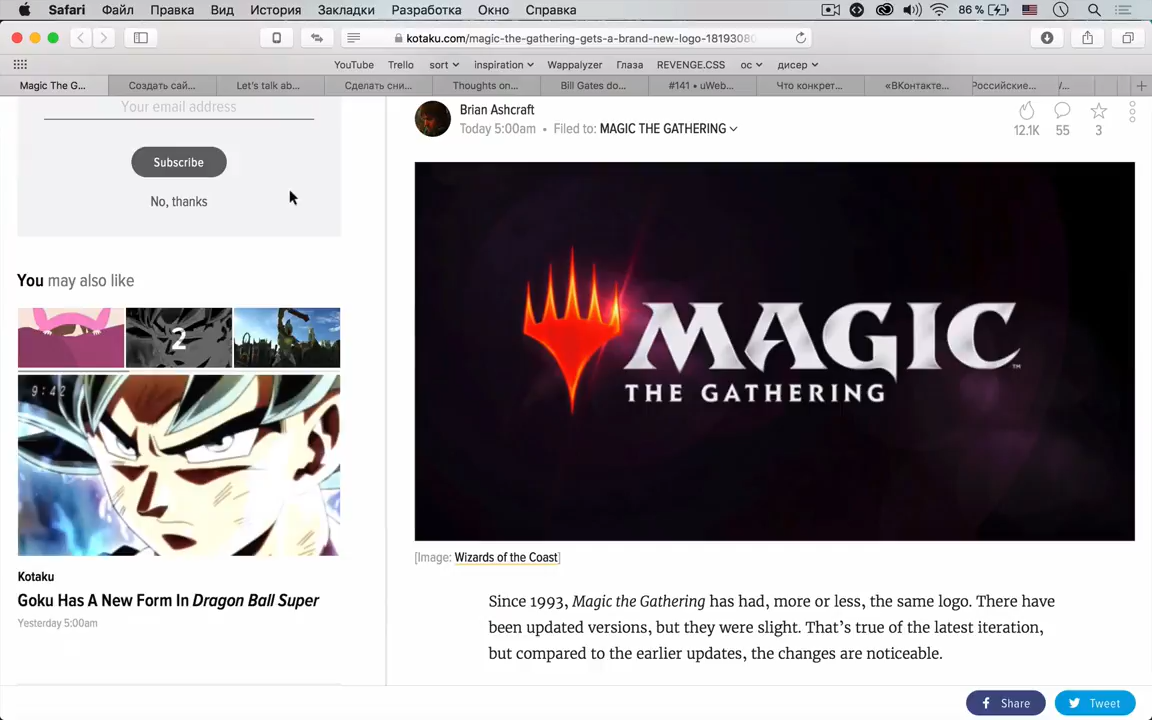 Safari Файл Правка Вид История Закладки Разработка Окно Справка 86 %
kotaku.com/magic-the-gathering-gets-a-brand-new-logo-18193080
YouTube Trello sort inspiration Wappalyzer Глаза REVENGE.CSS ос дисер
Magic The G... Создать сай... Let's talk ab... Сделать сни... Thoughts on... Bill Gates do... #141 • uWeb... Что конкрет... «ВКонтакте... Российские... /...
Your email address
Subscribe
No, thanks
You may also like
2
9:42
Kotaku
Goku Has A New Form In Dragon Ball Super
Yesterday 5:00am
Brian Ashcraft
Today 5:00am • Filed to: MAGIC THE GATHERING
12.1K 55 3
MAGIC™
THE GATHERING
[Image: Wizards of the Coast]
Since 1993, Magic the Gathering has had, more or less, the same logo. There have
been updated versions, but they were slight. That's true of the latest iteration,
but compared to the earlier updates, the changes are noticeable.
Share Tweet